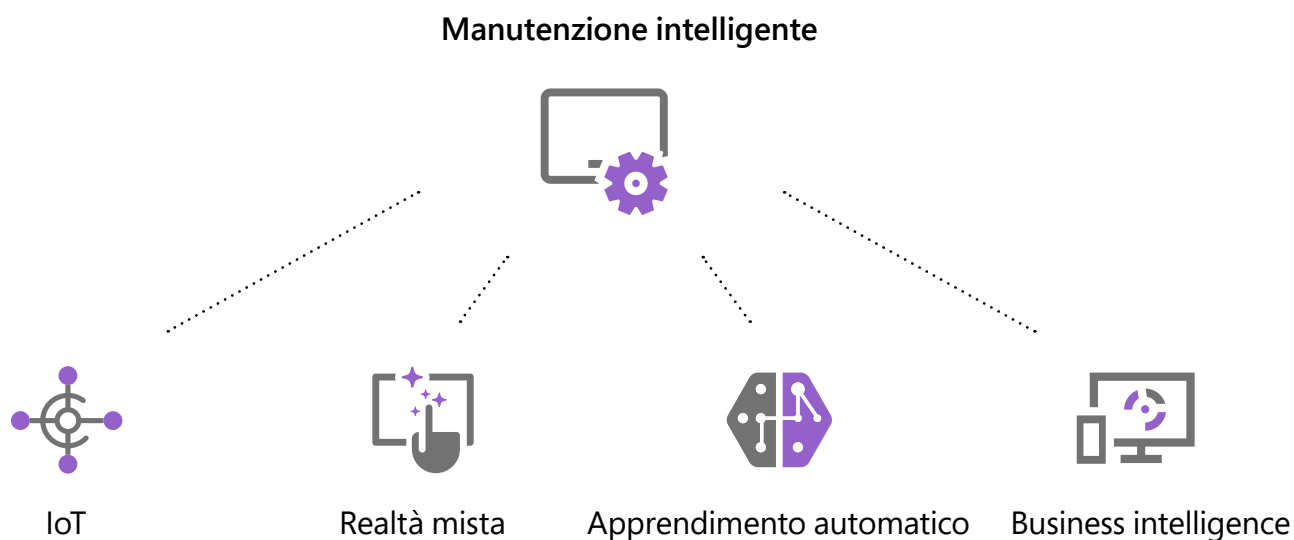 Manutenzione intelligente
IoT
Realtà mista
Apprendimento automatico
Business intelligence